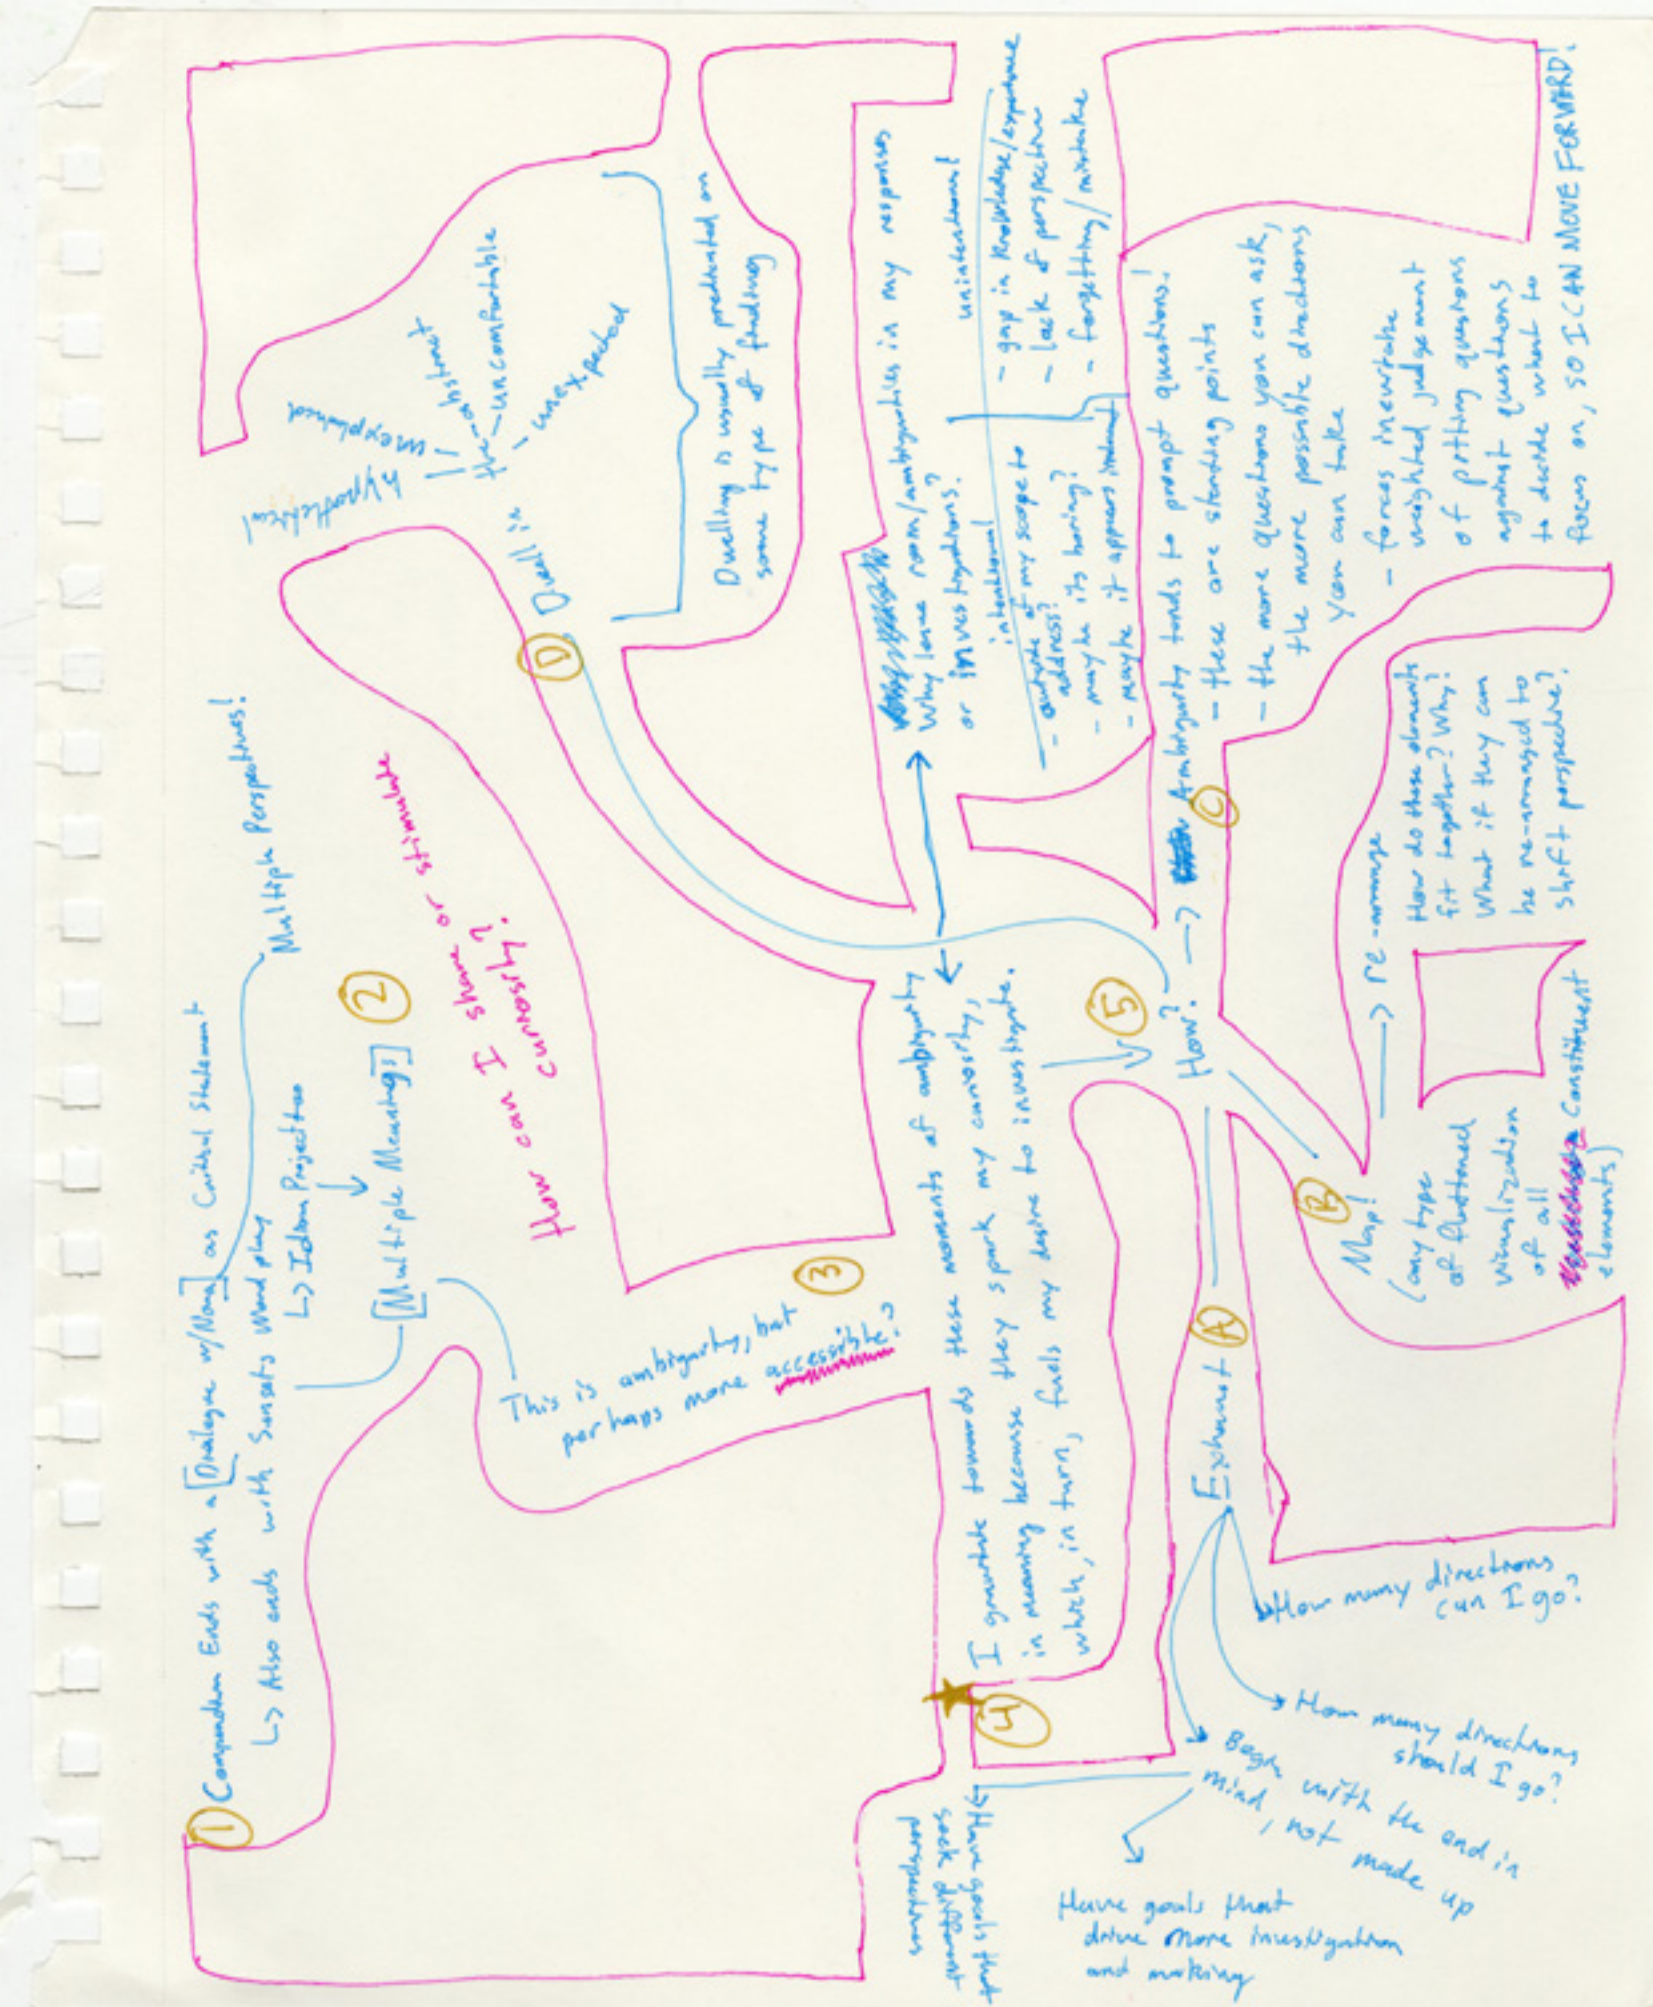 ① Compendium Ends with a [Dialogue w/Nora] as Critical Statement
↳ Also ends with Sunsets Word play
↳ Idiom Projection
Multiple Perspectives!
[Multiple Meanings] ②
How can I share or stimulate
curiosity?
This is ambiguity, but
perhaps more accessible? ③
④
I gravitate towards these moments of ambiguity
in meaning because they spark my curiosity,
which, in turn, fuels my desire to investigate.
Why leave room/ambiguities in my responses
or investigations?
intentional
- outside of my scope to
address?
- maybe its boring?
- maybe it appears
unintentional
- gap in knowledge/experience
- lack of perspective
- forgetting/mistake
⑤
How?
Ⓐ
Exhaust
How many directions
can I go?
How many directions
should I go?
Begin with the end in
mind, not made up
Have goals that
drive more investigation
and making
Have goals that
seek different
perspectives
Ⓑ
Map!
(any type
of flattened
visualization
of all
Constituent
elements)
re-arrange
How do these elements
fit together? Why?
What if they can
be re-arranged to
shift perspective?
Ⓒ
Ambiguity tends to prompt questions!
- these are starting points
- the more questions you can ask,
the more possible directions
you can take
- forces inevitable
weighted judgement
of pitting questions
against questions
to decide what to
focus on, so I CAN MOVE FORWARD!
Ⓓ
Dwell in
the
hypothetical
unexplained
abstract
- uncomfortable
- unexpected
Dwelling is usually predicated on
some type of finding